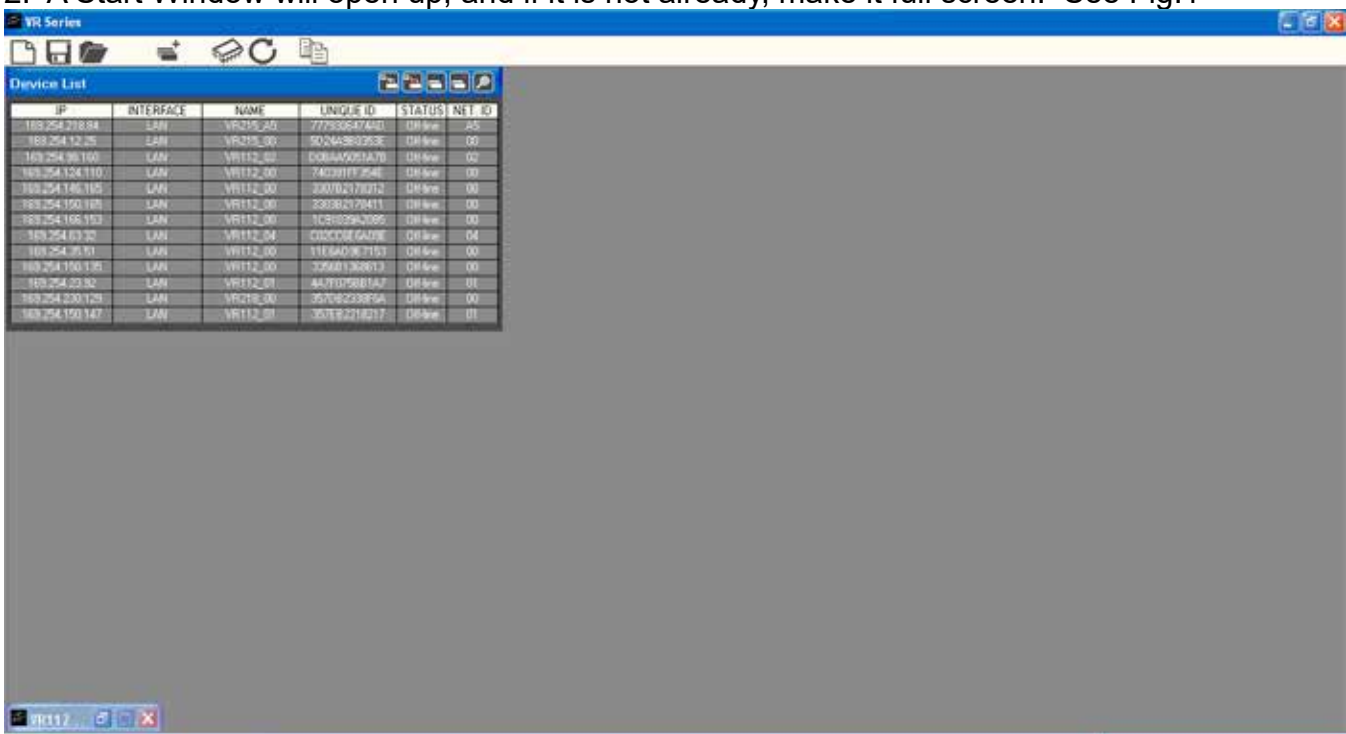 2. A Start Window will open up, and if it is not already, make it full screen. See Fig.1
VR Series
Device List
IP INTERFACE NAME UNIQUE ID STATUS NET_ID
169.254.218.94 LAN VR215_A5 Off-line A5
169.254.12.25 LAN VR215_00 Off-line 00
169.254.98.160 LAN VR112_02 Off-line 02
169.254.124.110 LAN VR112_00 Off-line 00
169.254.146.165 LAN VR112_00 Off-line 00
169.254.150.165 LAN VR112_00 Off-line 00
169.254.166.153 LAN VR112_00 Off-line 00
169.254.83.32 LAN VR112_04 Off-line 04
169.254.35.51 LAN VR112_00 Off-line 00
169.254.150.135 LAN VR112_00 Off-line 00
169.254.23.92 LAN VR112_01 Off-line 01
169.254.230.129 LAN VR218_00 Off-line 00
169.254.150.147 LAN VR112_01 Off-line 01
VR112...